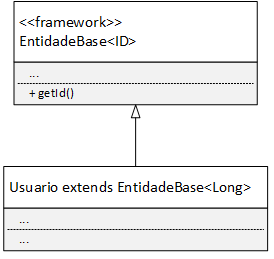 <<framework>>
EntidadeBase<ID>
...
+ getId()
Usuario extends EntidadeBase<Long>
...
...